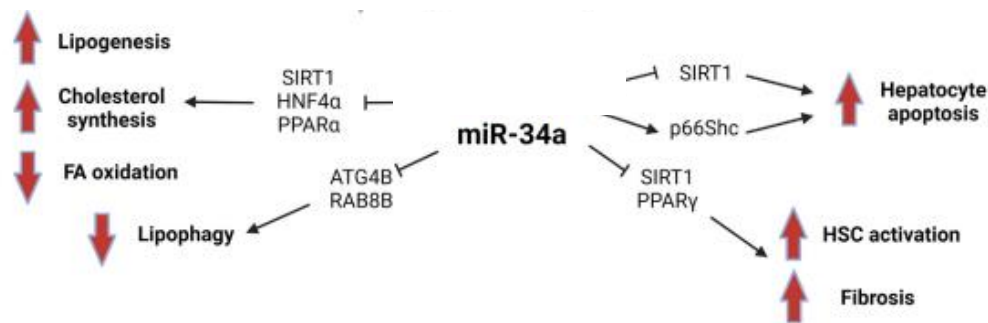 Lipogenesis
Cholesterol
synthesis
FA oxidation
Lipophagy
SIRT1
HNF4α
PPARα
ATG4B
RAB8B
miR-34a
SIRT1
p66Shc
SIRT1
PPARγ
Hepatocyte
apoptosis
HSC activation
Fibrosis